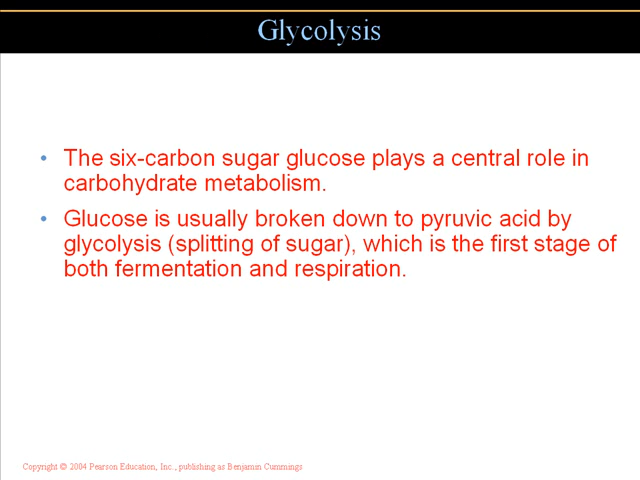 Glycolysis
• The six-carbon sugar glucose plays a central role in
carbohydrate metabolism.
• Glucose is usually broken down to pyruvic acid by
glycolysis (splitting of sugar), which is the first stage of
both fermentation and respiration.
Copyright © 2004 Pearson Education, Inc., publishing as Benjamin Cummings